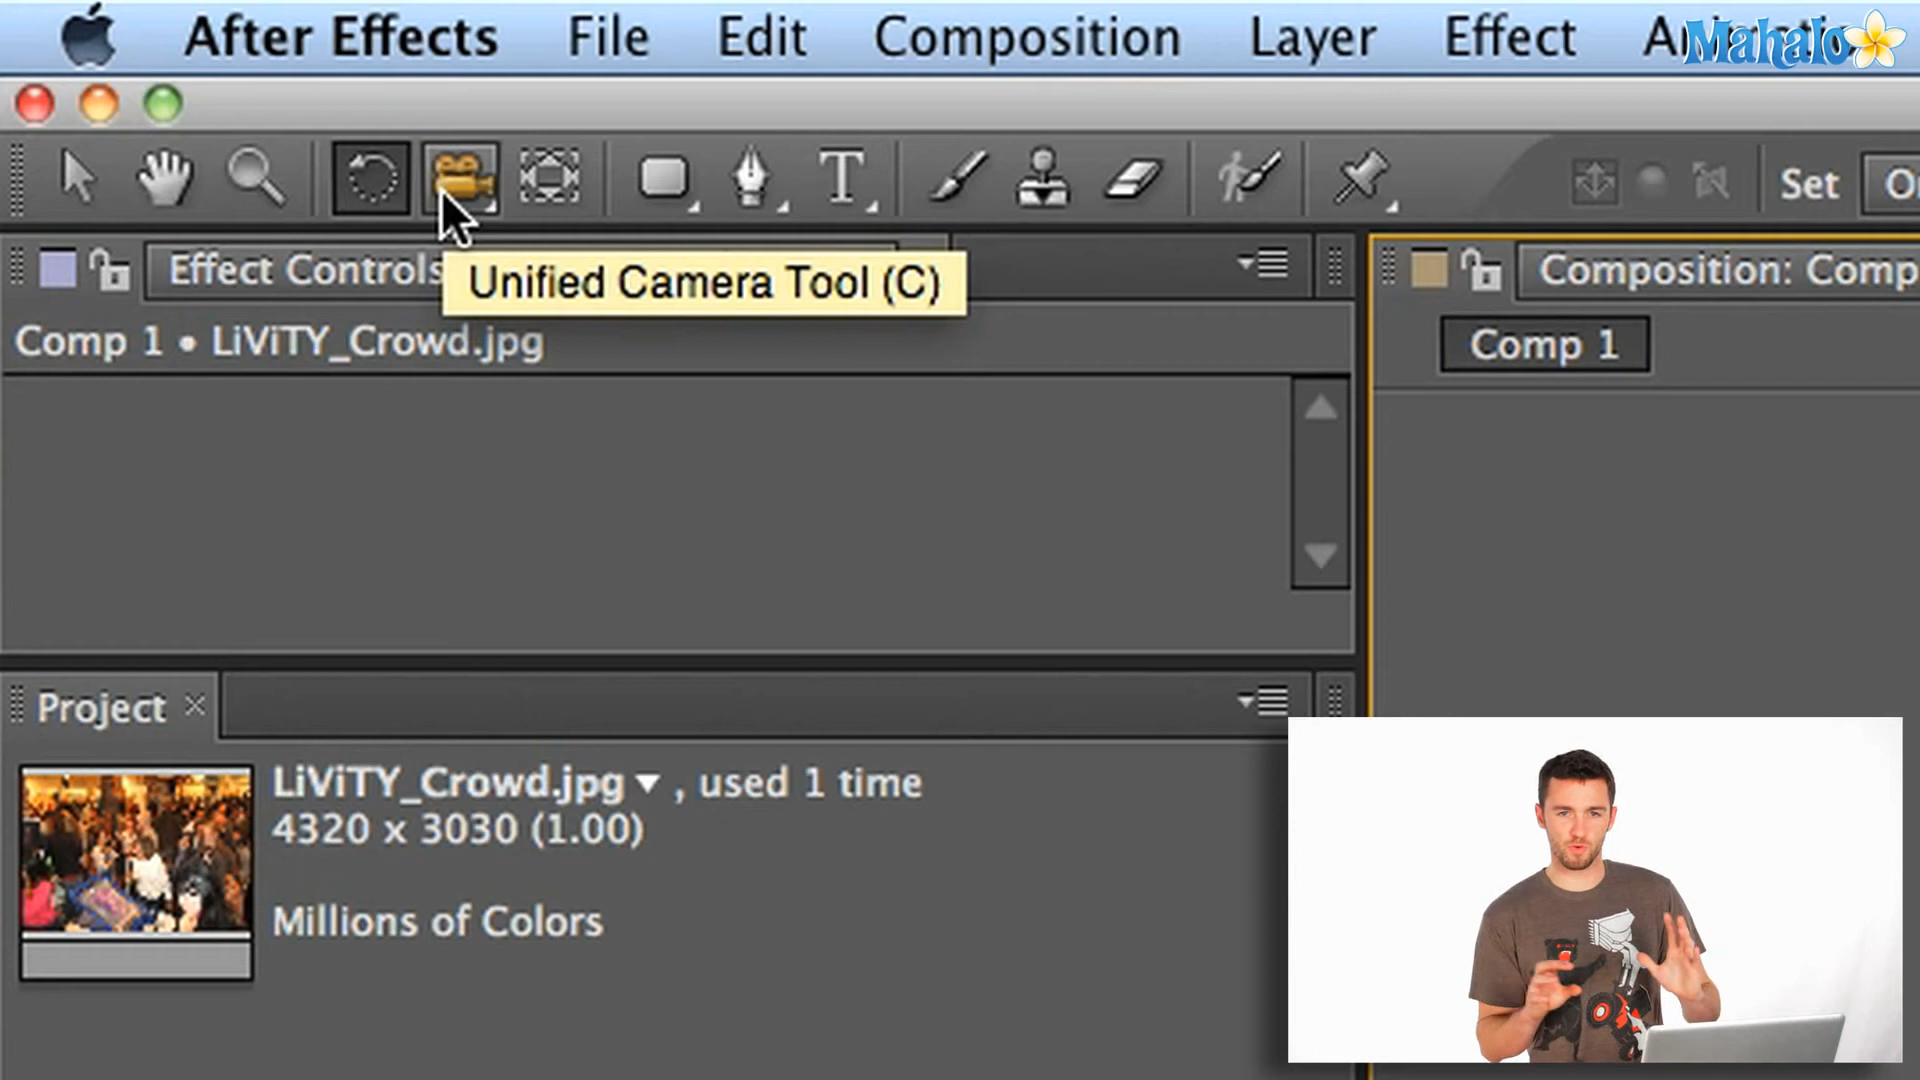 After Effects File Edit Composition Layer Effect
Mahalo
T Set
Effect Controls
Unified Camera Tool (C)
Composition: Comp
Comp 1 • LiViTY_Crowd.jpg
Comp 1
Project
LiViTY_Crowd.jpg , used 1 time
4320 x 3030 (1.00)
Millions of Colors